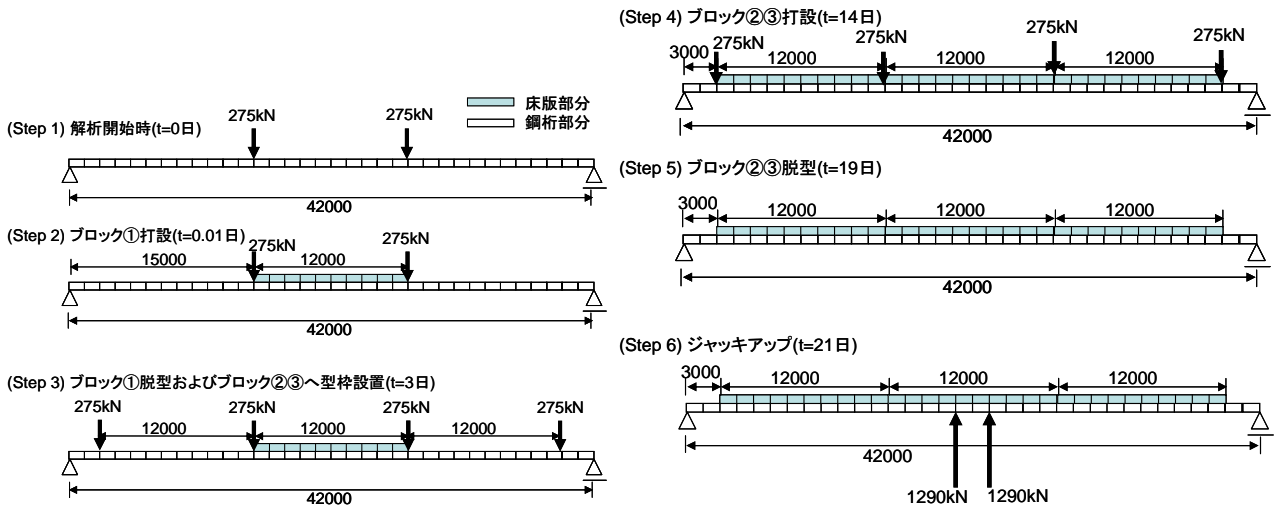 (Step 1) 解析開始時(t=0日)
275kN 275kN
床版部分
鋼桁部分
42000
(Step 2) ブロック①打設(t=0.01日)
275kN 275kN
15000 12000
42000
(Step 3) ブロック①脱型およびブロック②③へ型枠設置(t=3日)
275kN 275kN 275kN 275kN
12000 12000 12000
42000
(Step 4) ブロック②③打設(t=14日)
275kN 275kN 275kN 275kN
3000 12000 12000 12000
42000
(Step 5) ブロック②③脱型(t=19日)
3000 12000 12000 12000
42000
(Step 6) ジャッキアップ(t=21日)
3000 12000 12000 12000
42000
1290kN 1290kN